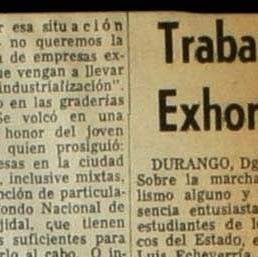 r esa situación
no queremos la
de empresas ex-
ue vengan a llevar
industrialización".
o en las graderías
Se volcó en una
honor del joven
quien prosiguió:
esas en la ciudad
, inclusive mixtas,
nción de particula-
ondo Nacional de
jidal, que tienen
s suficientes para
rlo al cabo. O in-
Traba
Exhor
DURANGO, Dg
Sobre la marcha
lismo alguno y
sencia entusiasta
estudiantes de lo
cos del Estado, e
Luis Echeverría